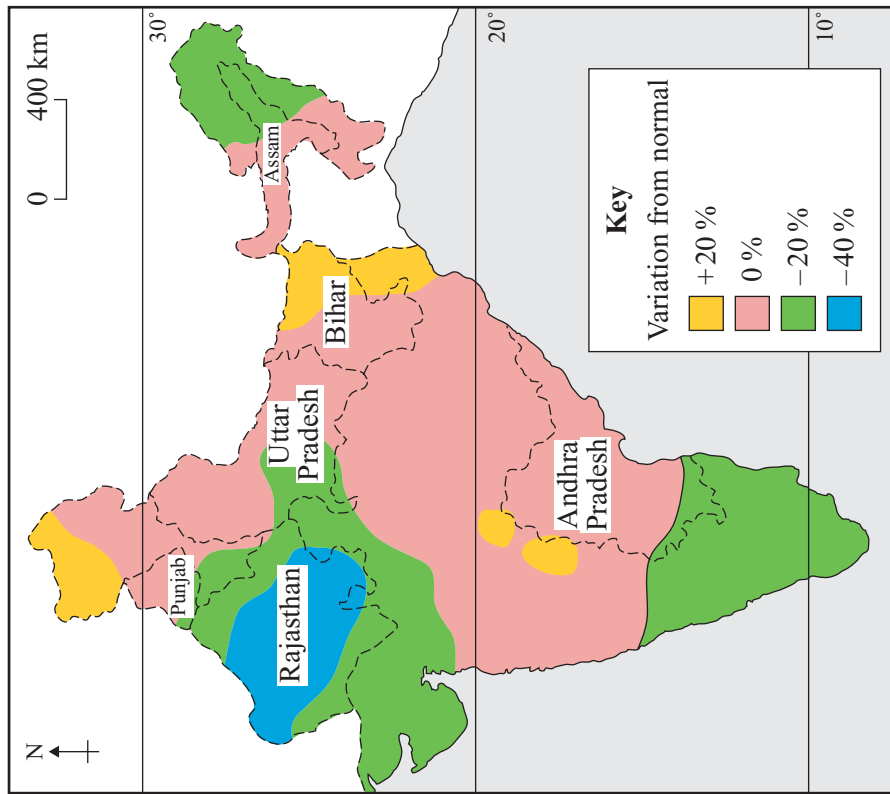 N
0 400 km
30°
20°
10°
Punjab
Rajasthan
Uttar
Pradesh
Bihar
Assam
Andhra
Pradesh
Key
Variation from normal
+20 %
0 %
–20 %
–40 %